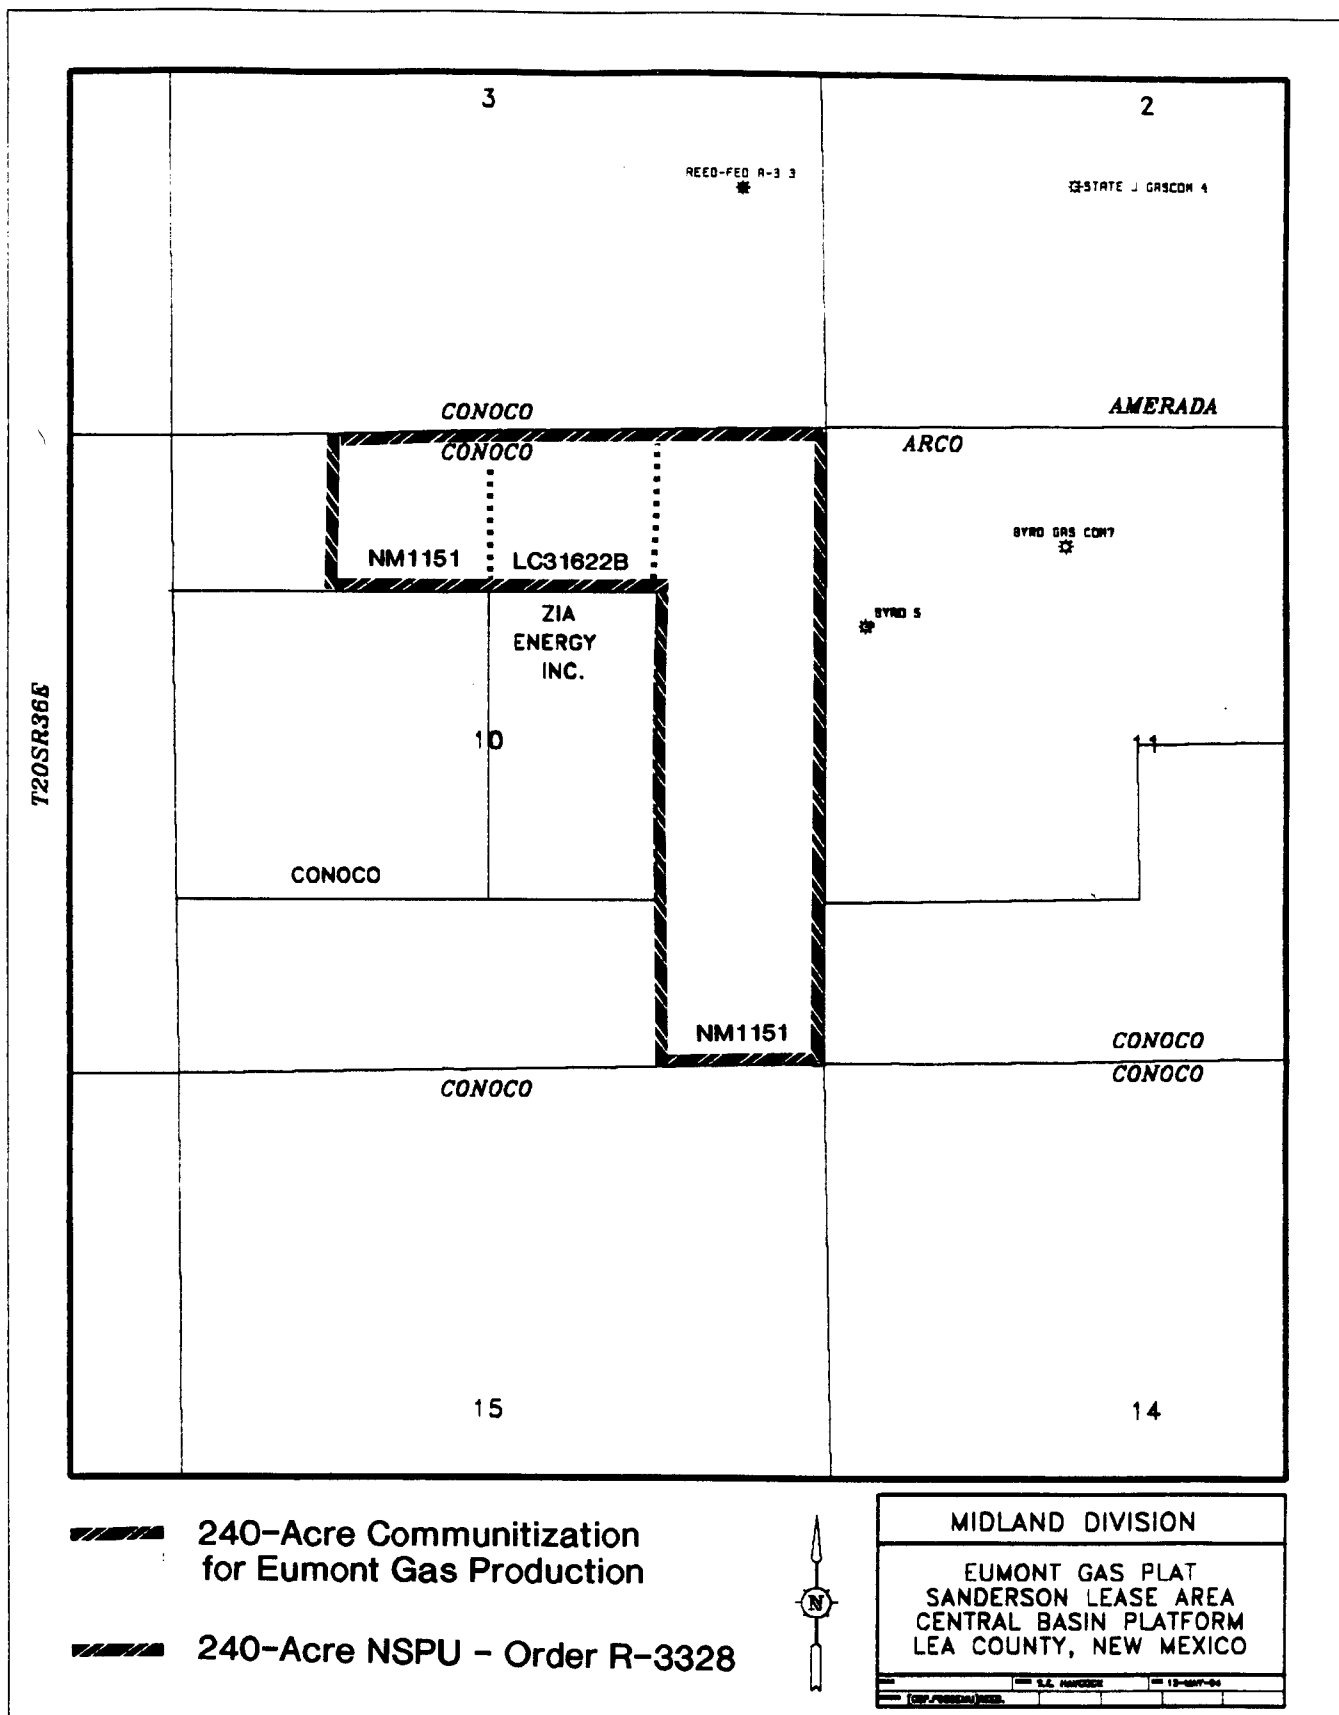 3
2
REED-FED A-3 3
STATE J GASCOM 4
CONOCO
AMERADA
CONOCO
ARCO
BYRD GAS COM7
NM1151
LC31622B
BYRD 5
ZIA
ENERGY
INC.
T20SR36E
10
11
CONOCO
NM1151
CONOCO
CONOCO
CONOCO
15
14
240-Acre Communitization
for Eumont Gas Production
240-Acre NSPU - Order R-3328
N
MIDLAND DIVISION
EUMONT GAS PLAT
SANDERSON LEASE AREA
CENTRAL BASIN PLATFORM
LEA COUNTY, NEW MEXICO